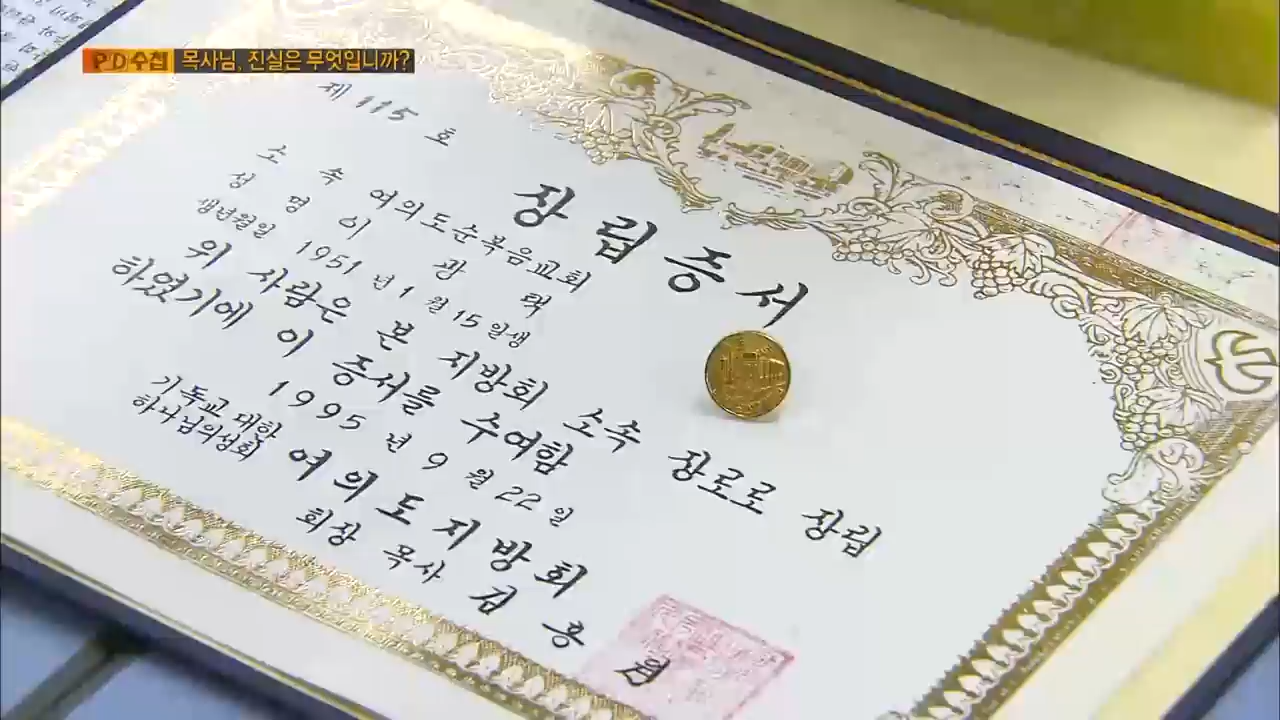 PD수첩 목사님, 진실은 무엇입니까?
제 115 호
장립증서
소 속 여의도순복음교회
성 명 이 광 택
생년월일 1951 년 1 월 15 일생
위 사람은 본 지방회 소속 장로로 장립
하였기에 이 증서를 수여함
1995 년 9 월 22 일
기독교 대한
하나님의성회 여의도지방회
회장 목사 김 흥